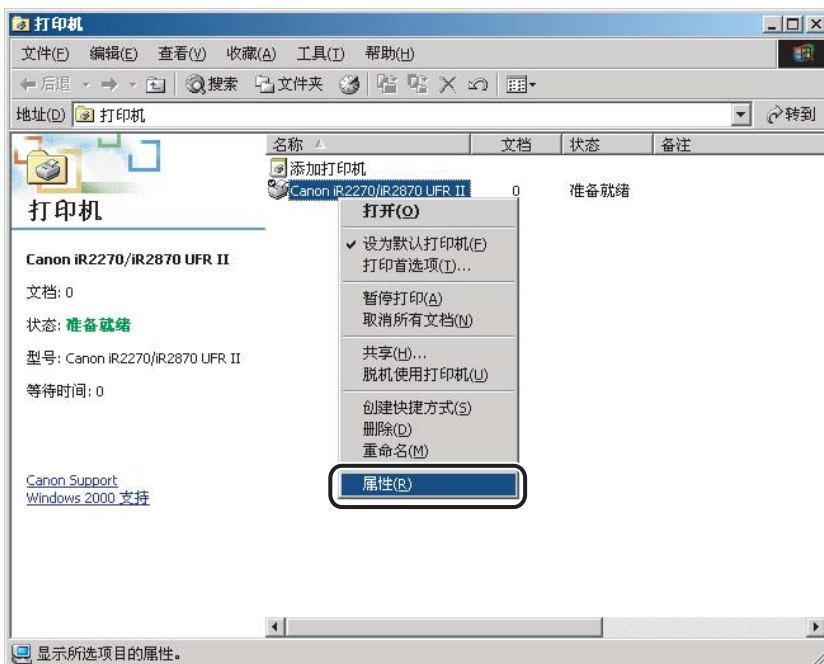 打印机
文件(F) 编辑(E) 查看(V) 收藏(A) 工具(T) 帮助(H)
后退 搜索 文件夹
地址(D) 打印机 转到
名称 文档 状态 备注
添加打印机
Canon iR2270/iR2870 UFR II 0 准备就绪
打印机
Canon iR2270/iR2870 UFR II
文档: 0
状态: 准备就绪
型号: Canon iR2270/iR2870 UFR II
等待时间: 0
Canon Support
Windows 2000 支持
打开(O)
设为默认打印机(F)
打印首选项(T)...
暂停打印(A)
取消所有文档(N)
共享(H)...
脱机使用打印机(U)
创建快捷方式(S)
删除(D)
重命名(M)
属性(R)
显示所选项目的属性。